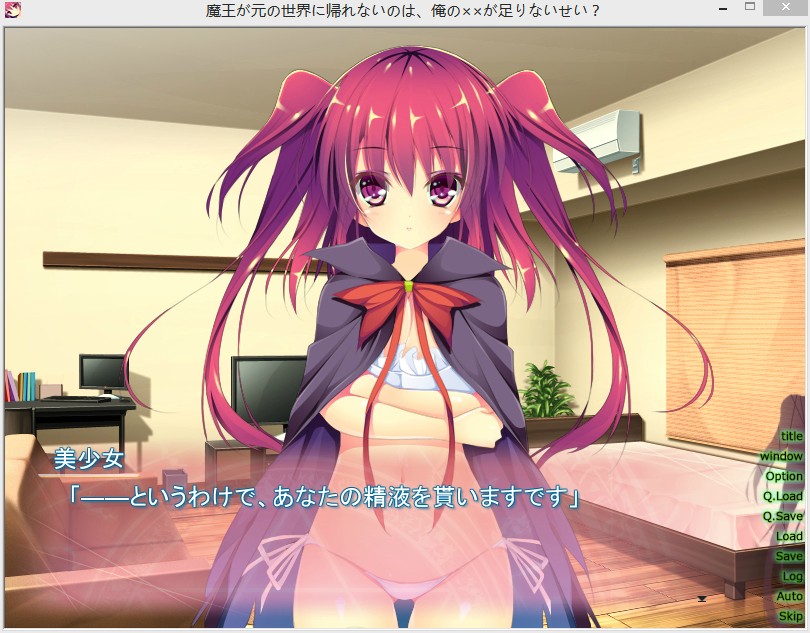 魔王が元の世界に帰れないのは、俺の××が足りないせい？
美少女
「――というわけで、あなたの精液を貰いますです」
title
window
Option
Q.Load
Q.Save
Load
Save
Log
Auto
Skip